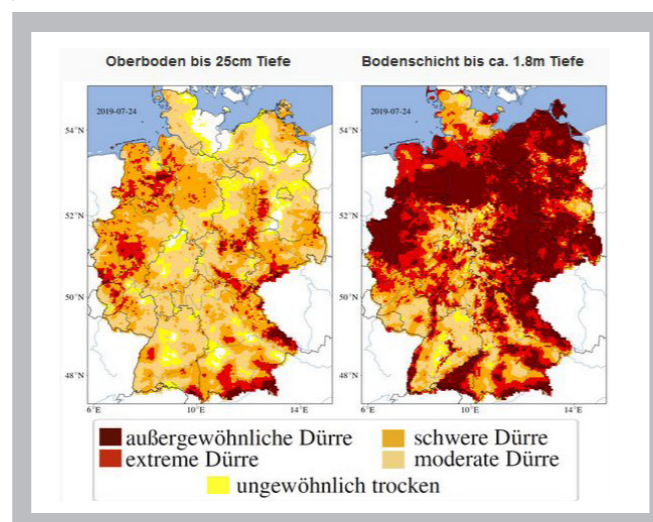 Oberboden bis 25cm Tiefe
Bodenschicht bis ca. 1.8m Tiefe
2019-07-24
2019-07-24
54°N
54°N
52°N
52°N
50°N
50°N
48°N
48°N
6°E 10°E 14°E
6°E 10°E 14°E
außergewöhnliche Dürre schwere Dürre
extreme Dürre moderate Dürre
ungewöhnlich trocken